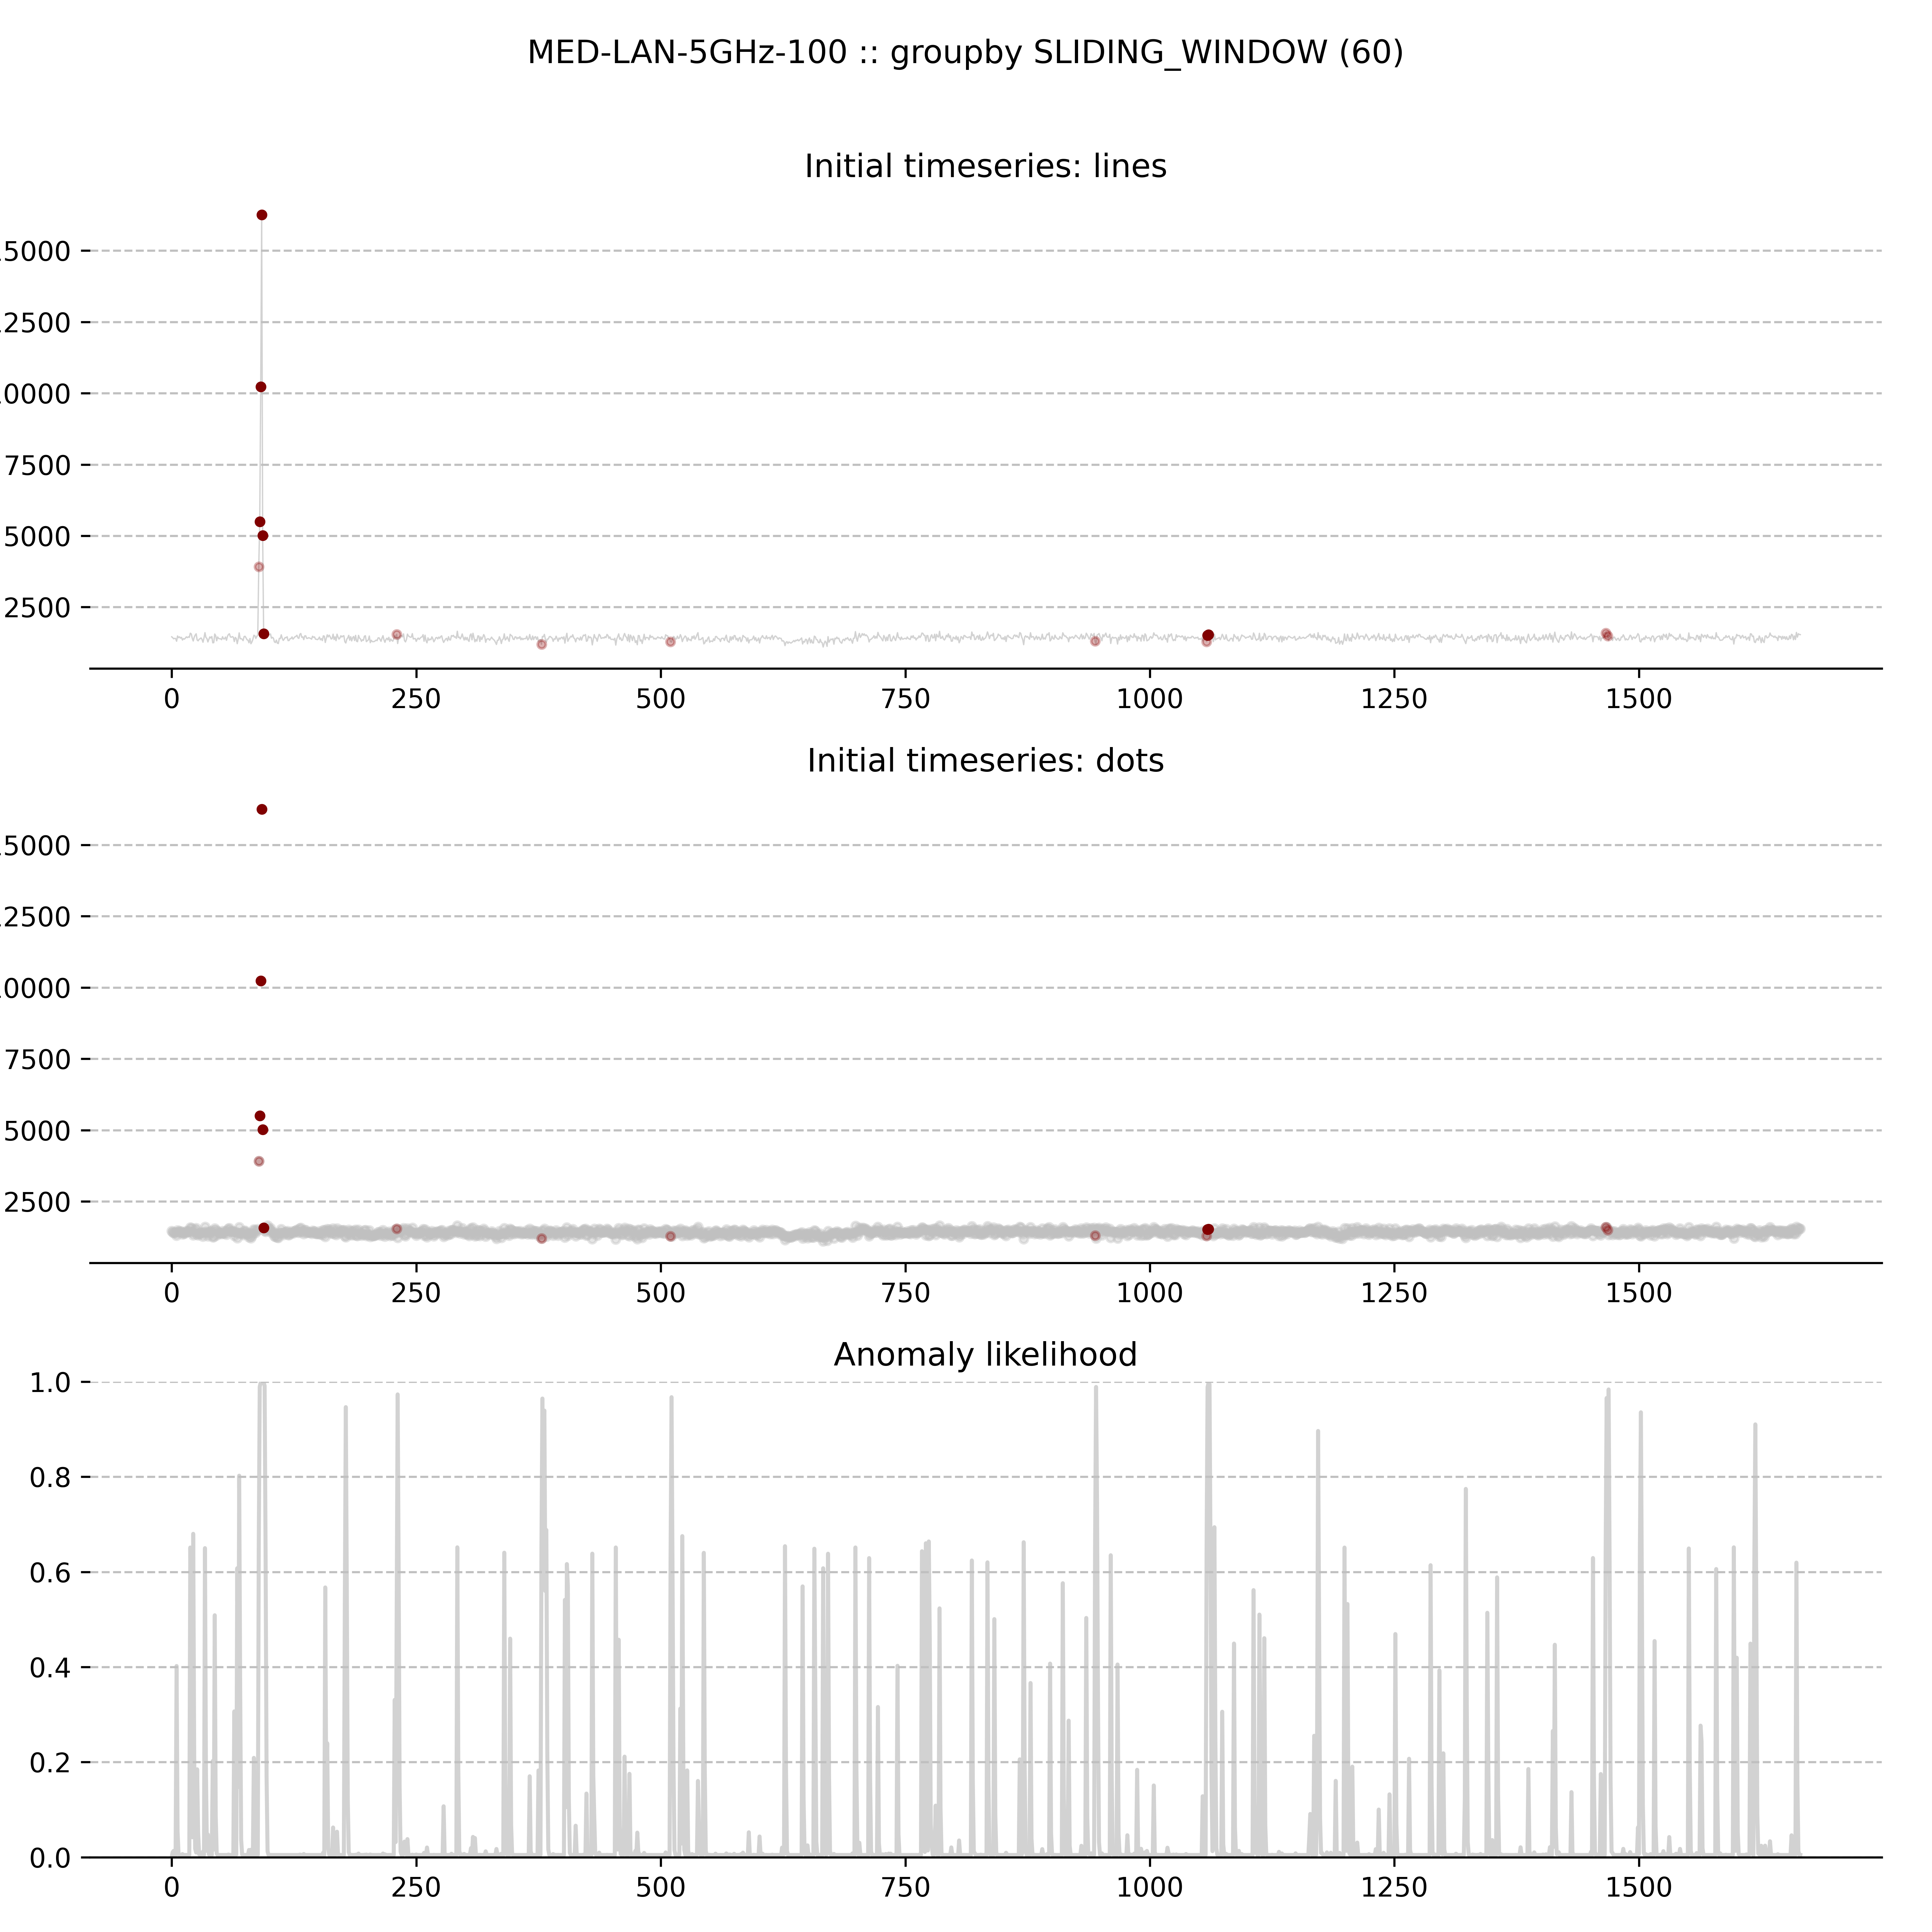 MED-LAN-5GHz-100 :: groupby SLIDING_WINDOW (60)
Initial timeseries: lines
5000
2500
0000
7500
5000
2500
0 250 500 750 1000 1250 1500
Initial timeseries: dots
5000
2500
0000
7500
5000
2500
0 250 500 750 1000 1250 1500
Anomaly likelihood
1.0
0.8
0.6
0.4
0.2
0.0
0 250 500 750 1000 1250 1500